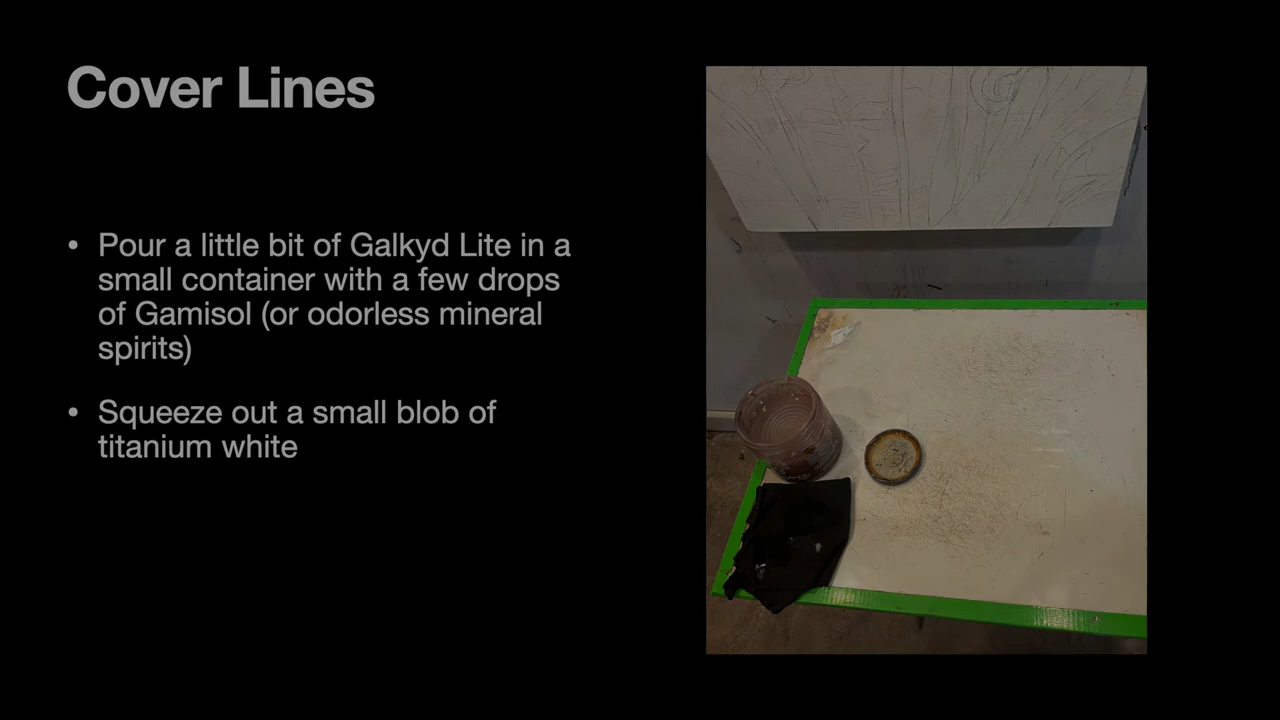 Cover Lines
• Pour a little bit of Galkyd Lite in a
small container with a few drops
of Gamisol (or odorless mineral
spirits)
• Squeeze out a small blob of
titanium white